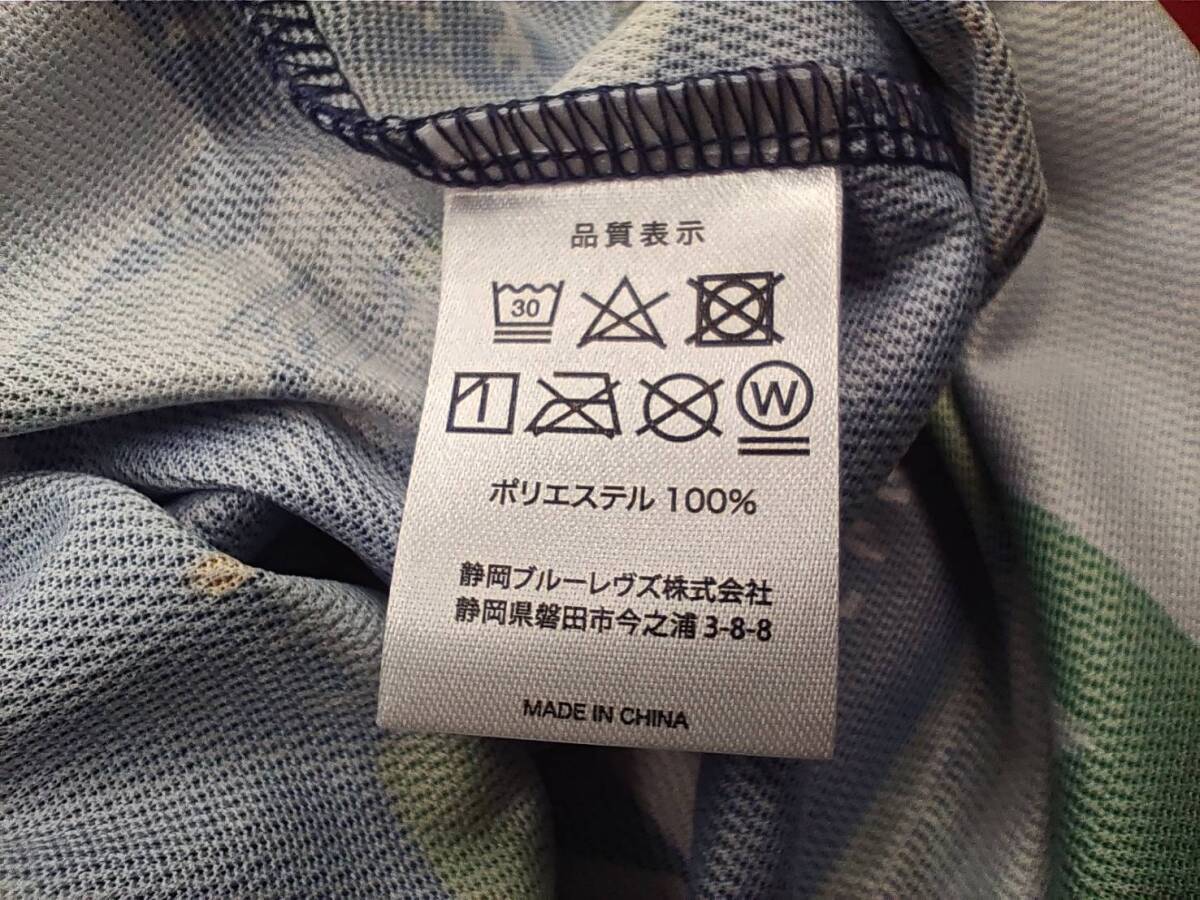 品質表示
30
W
ポリエステル 100%
静岡ブルーレヴズ株式会社
静岡県磐田市今之浦 3-8-8
MADE IN CHINA